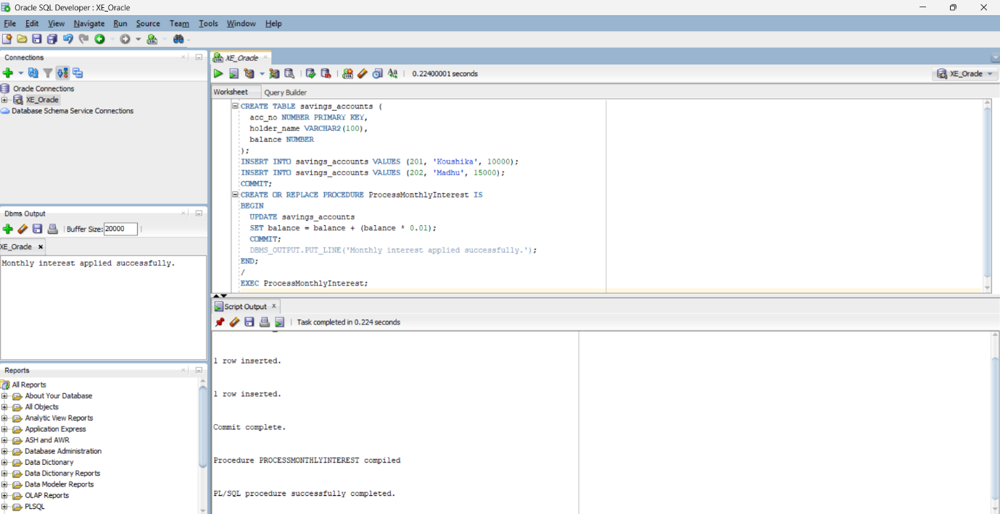 Oracle SQL Developer : XE_Oracle
File Edit View Navigate Run Source Team Tools Window Help
Connections
Oracle Connections
XE_Oracle
Database Schema Service Connections
Dbms Output
Buffer Size: 20000
XE_Oracle
Monthly interest applied successfully.
Reports
All Reports
About Your Database
All Objects
Analytic View Reports
Application Express
ASH and AWR
Database Administration
Data Dictionary
Data Dictionary Reports
Data Modeler Reports
OLAP Reports
PLSQL
XE_Oracle
0.22400001 seconds
XE_Oracle
Worksheet Query Builder
CREATE TABLE savings_accounts (
acc_no NUMBER PRIMARY KEY,
holder_name VARCHAR2(100),
balance NUMBER
);
INSERT INTO savings_accounts VALUES (201, 'Koushika', 10000);
INSERT INTO savings_accounts VALUES (202, 'Madhu', 15000);
COMMIT;
CREATE OR REPLACE PROCEDURE ProcessMonthlyInterest IS
BEGIN
UPDATE savings_accounts
SET balance = balance + (balance * 0.01);
COMMIT;
DBMS_OUTPUT.PUT_LINE('Monthly interest applied successfully.');
END;
/
EXEC ProcessMonthlyInterest;
Script Output
Task completed in 0.224 seconds
1 row inserted.
1 row inserted.
Commit complete.
Procedure PROCESSMONTHLYINTEREST compiled
PL/SQL procedure successfully completed.